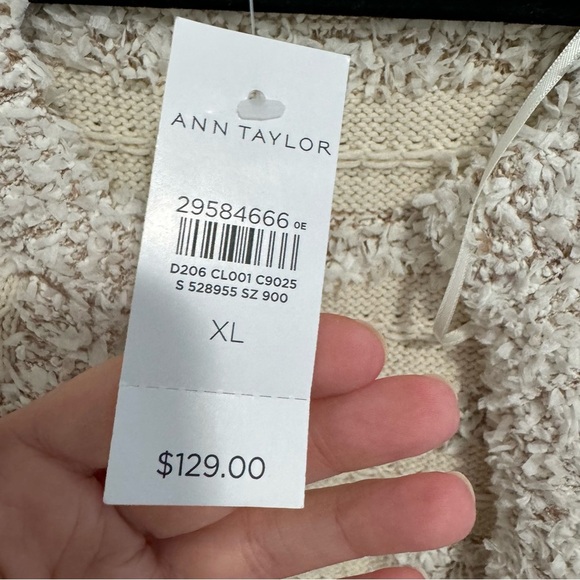 ANN TAYLOR
29584666 0E
D206 CL001 C9025
S 528955 SZ 900
XL
$129.00